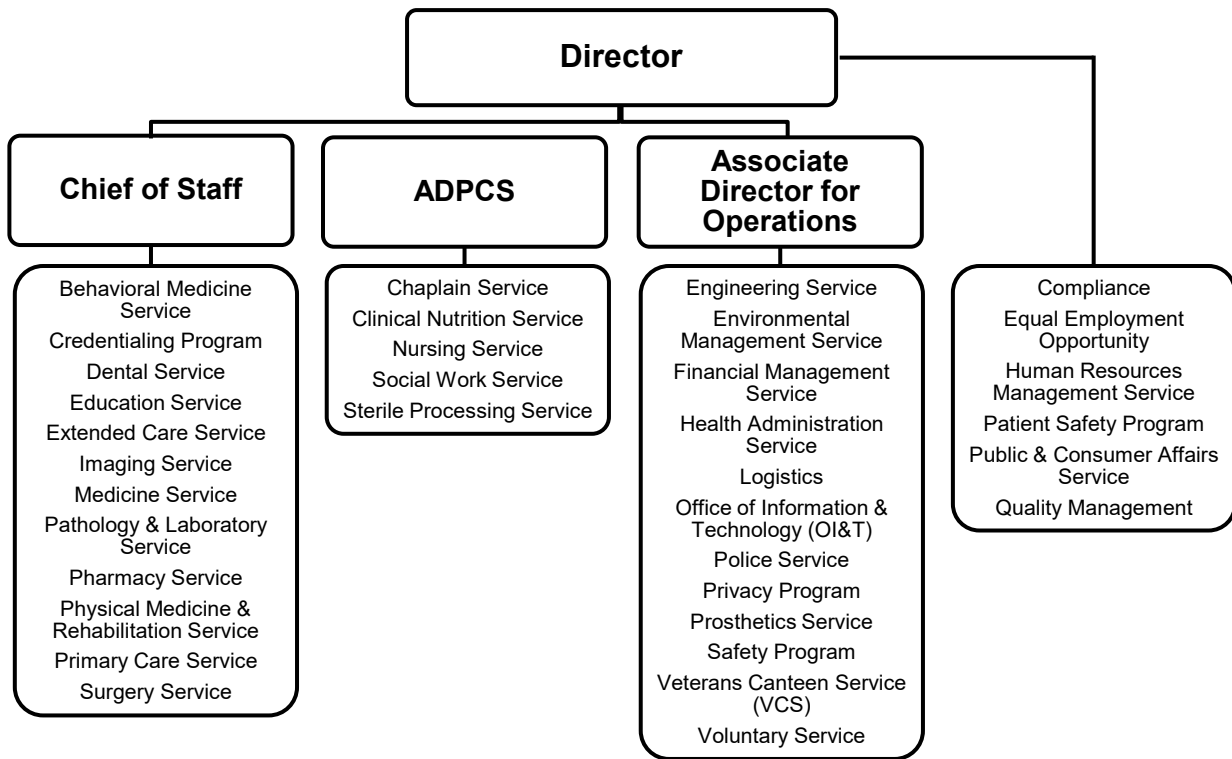 Director
Chief of Staff
ADPCS
Associate
Director for
Operations
Behavioral Medicine
Service
Credentialing Program
Dental Service
Education Service
Extended Care Service
Imaging Service
Medicine Service
Pathology & Laboratory
Service
Pharmacy Service
Physical Medicine &
Rehabilitation Service
Primary Care Service
Surgery Service
Chaplain Service
Clinical Nutrition Service
Nursing Service
Social Work Service
Sterile Processing Service
Engineering Service
Environmental
Management Service
Financial Management
Service
Health Administration
Service
Logistics
Office of Information &
Technology (OI&T)
Police Service
Privacy Program
Prosthetics Service
Safety Program
Veterans Canteen Service
(VCS)
Voluntary Service
Compliance
Equal Employment
Opportunity
Human Resources
Management Service
Patient Safety Program
Public & Consumer Affairs
Service
Quality Management